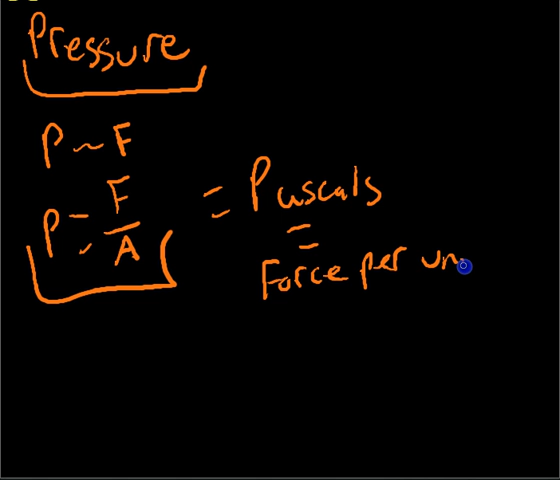 Pressure
P ~ F
P = F/A = Pascals
=
Force per un